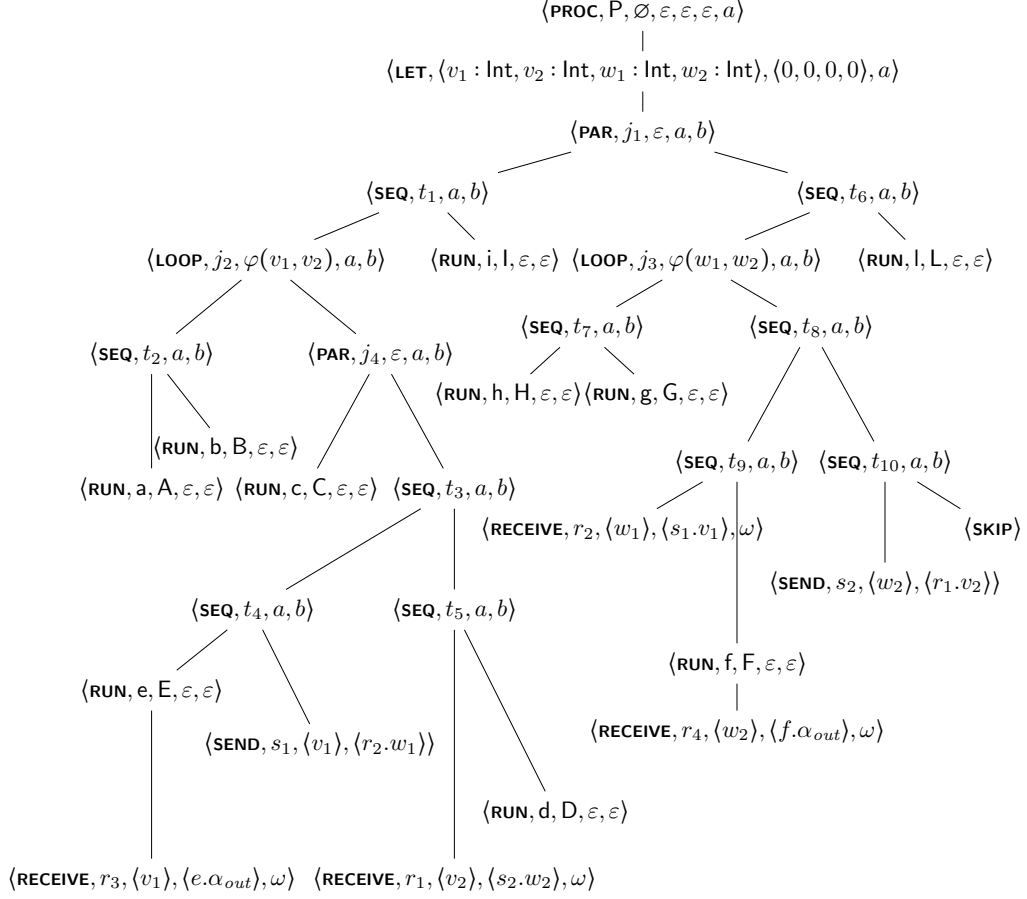 ⟨PROC, P, ∅, ε, ε, ε, a⟩
⟨LET, ⟨v₁ : Int, v₂ : Int, w₁ : Int, w₂ : Int⟩, ⟨0, 0, 0, 0⟩, a⟩
⟨PAR, j₁, ε, a, b⟩
⟨SEQ, t₁, a, b⟩ ⟨SEQ, t₆, a, b⟩
⟨LOOP, j₂, φ(v₁, v₂), a, b⟩ ⟨RUN, i, I, ε, ε⟩ ⟨LOOP, j₃, φ(w₁, w₂), a, b⟩ ⟨RUN, l, L, ε, ε⟩
⟨SEQ, t₇, a, b⟩ ⟨SEQ, t₈, a, b⟩
⟨SEQ, t₂, a, b⟩ ⟨PAR, j₄, ε, a, b⟩
⟨RUN, h, H, ε, ε⟩ ⟨RUN, g, G, ε, ε⟩
⟨RUN, b, B, ε, ε⟩
⟨SEQ, t₉, a, b⟩ ⟨SEQ, t₁₀, a, b⟩
⟨RUN, a, A, ε, ε⟩ ⟨RUN, c, C, ε, ε⟩ ⟨SEQ, t₃, a, b⟩
⟨RECEIVE, r₂, ⟨w₁⟩, ⟨s₁.v₁⟩, ω⟩ ⟨SKIP⟩
⟨SEND, s₂, ⟨w₂⟩, ⟨r₁.v₂⟩⟩
⟨SEQ, t₄, a, b⟩ ⟨SEQ, t₅, a, b⟩
⟨RUN, f, F, ε, ε⟩
⟨RUN, e, E, ε, ε⟩
⟨RECEIVE, r₄, ⟨w₂⟩, ⟨f.α_out⟩, ω⟩
⟨SEND, s₁, ⟨v₁⟩, ⟨r₂.w₁⟩⟩
⟨RUN, d, D, ε, ε⟩
⟨RECEIVE, r₃, ⟨v₁⟩, ⟨e.α_out⟩, ω⟩ ⟨RECEIVE, r₁, ⟨v₂⟩, ⟨s₂.w₂⟩, ω⟩